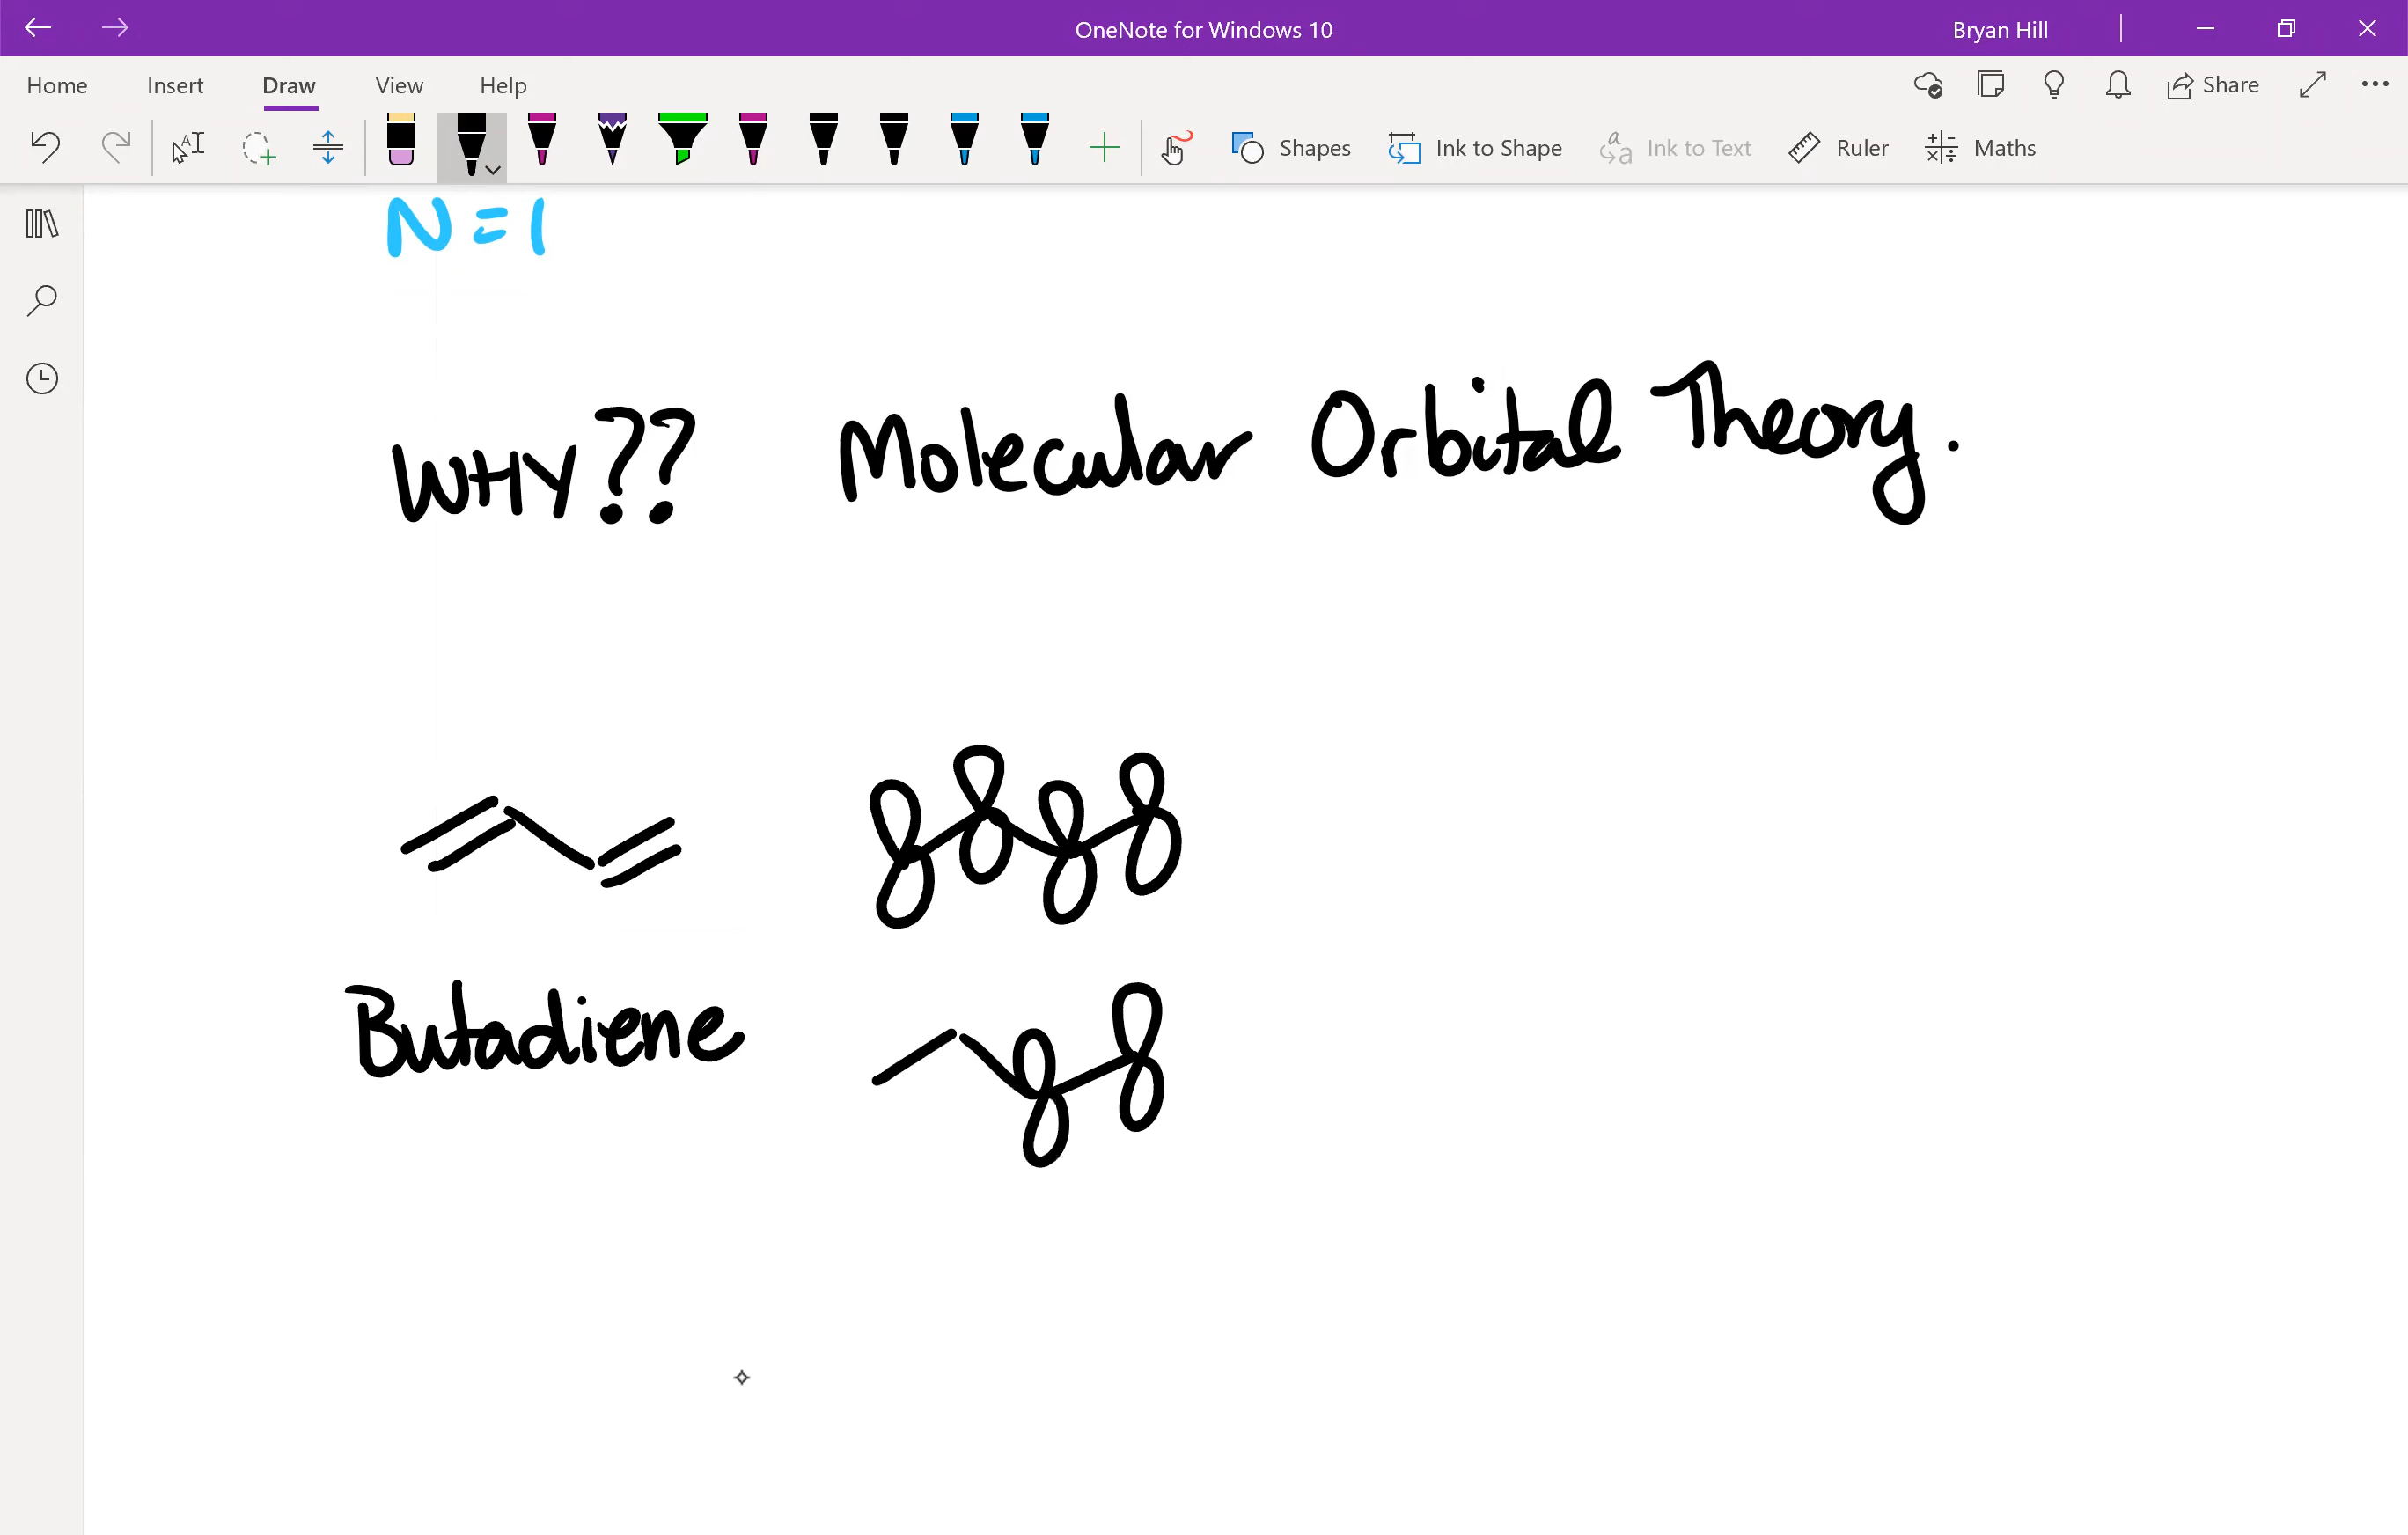 OneNote for Windows 10
Bryan Hill
Home Insert Draw View Help
Share
Shapes Ink to Shape Ink to Text Ruler Maths
N = 1
WHY?? Molecular Orbital Theory.
Butadiene